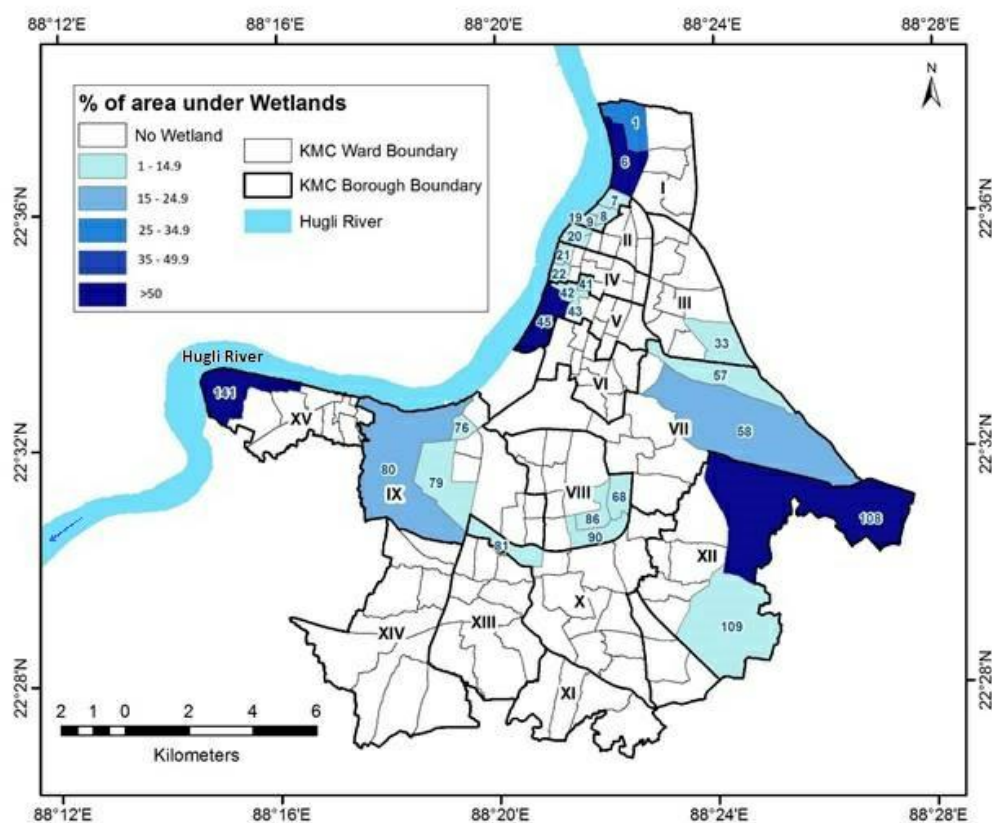 88°12'E 88°16'E 88°20'E 88°24'E 88°28'E
N
% of area under Wetlands
No Wetland
1 - 14.9
15 - 24.9
25 - 34.9
35 - 49.9
>50
KMC Ward Boundary
KMC Borough Boundary
Hugli River
1
6
I
22°36'N
22°36'N
7
19 9 8
20
II
21
22
IV
41
42
43
45
V
III
33
Hugli River
57
141
XV
VI
76
VII
58
22°32'N
22°32'N
80
79
IX
VIII
68
86
90
108
81
XII
X
109
XIV
XIII
XI
22°28'N
22°28'N
2 1 0 2 4 6
Kilometers
88°12'E 88°16'E 88°20'E 88°24'E 88°28'E